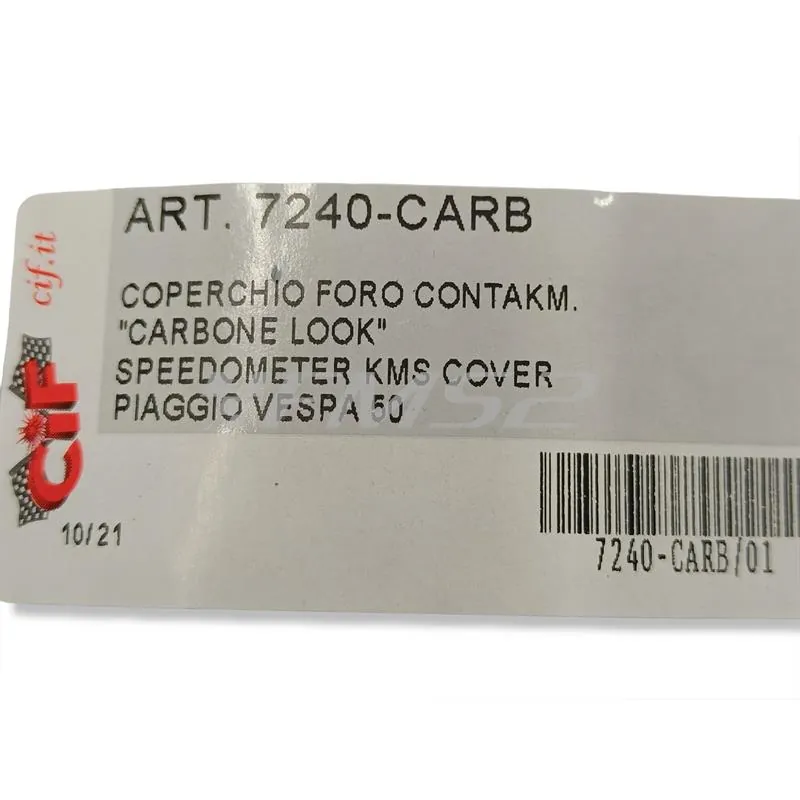 ART. 7240-CARB
COPERCHIO FORO CONTAKM.
"CARBONE LOOK"
SPEEDOMETER KMS COVER
PIAGGIO VESPA 50
cif.it
CiF
10/21
7240-CARB/01